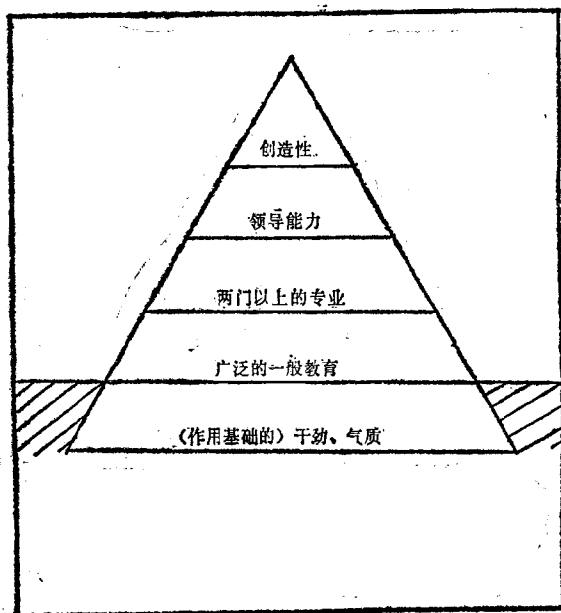 创造性
领导能力
两门以上的专业
广泛的一般教育
（作用基础的）干劲、气质